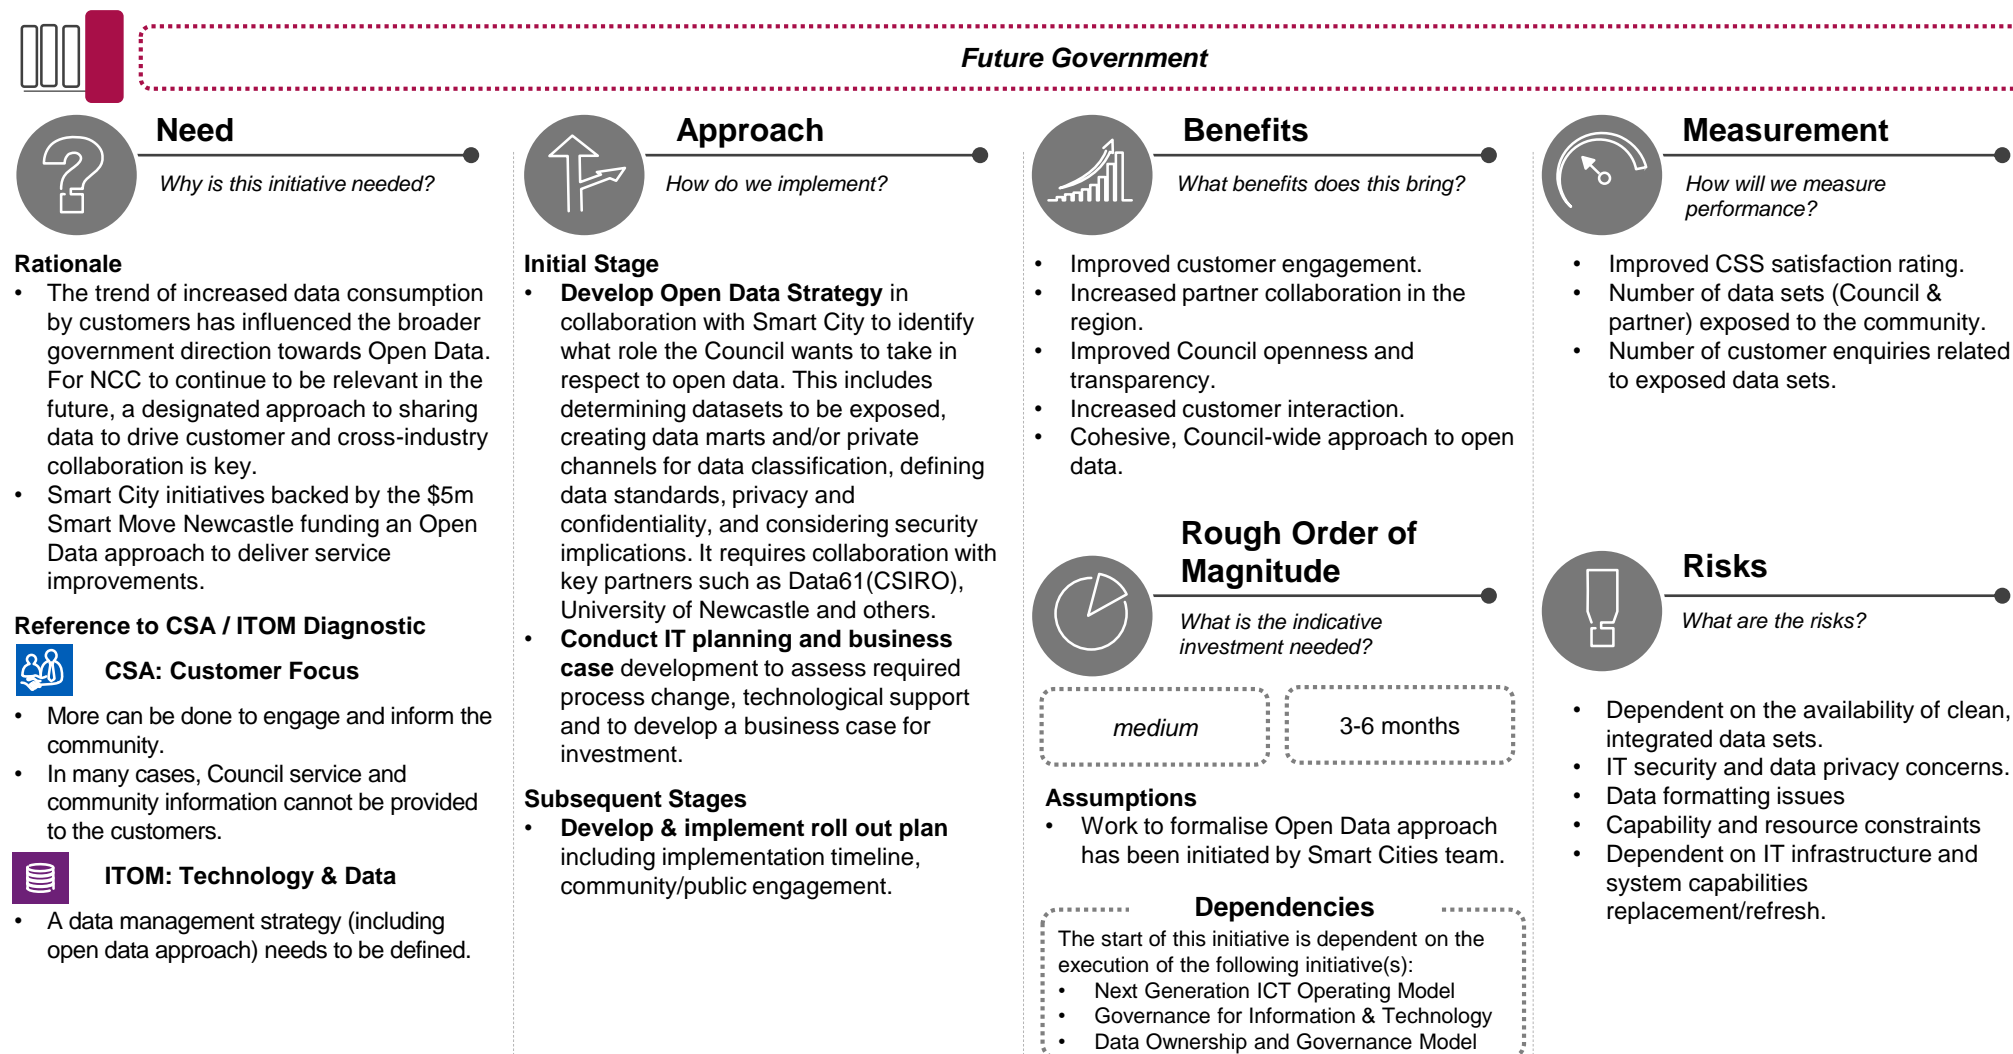 Future Government
Need
Why is this initiative needed?
Rationale
• The trend of increased data consumption
by customers has influenced the broader
government direction towards Open Data.
For NCC to continue to be relevant in the
future, a designated approach to sharing
data to drive customer and cross-industry
collaboration is key.
• Smart City initiatives backed by the $5m
Smart Move Newcastle funding an Open
Data approach to deliver service
improvements.
Reference to CSA / ITOM Diagnostic
CSA: Customer Focus
• More can be done to engage and inform the
community.
• In many cases, Council service and
community information cannot be provided
to the customers.
ITOM: Technology & Data
• A data management strategy (including
open data approach) needs to be defined.
Approach
How do we implement?
Initial Stage
• Develop Open Data Strategy in
collaboration with Smart City to identify
what role the Council wants to take in
respect to open data. This includes
determining datasets to be exposed,
creating data marts and/or private
channels for data classification, defining
data standards, privacy and
confidentiality, and considering security
implications. It requires collaboration with
key partners such as Data61(CSIRO),
University of Newcastle and others.
• Conduct IT planning and business
case development to assess required
process change, technological support
and to develop a business case for
investment.
Subsequent Stages
• Develop & implement roll out plan
including implementation timeline,
community/public engagement.
Benefits
What benefits does this bring?
• Improved customer engagement.
• Increased partner collaboration in the
region.
• Improved Council openness and
transparency.
• Increased customer interaction.
• Cohesive, Council-wide approach to open
data.
Rough Order of
Magnitude
What is the indicative
investment needed?
medium
3-6 months
Assumptions
• Work to formalise Open Data approach
has been initiated by Smart Cities team.
Dependencies
The start of this initiative is dependent on the
execution of the following initiative(s):
• Next Generation ICT Operating Model
• Governance for Information & Technology
• Data Ownership and Governance Model
Measurement
How will we measure
performance?
• Improved CSS satisfaction rating.
• Number of data sets (Council &
partner) exposed to the community.
• Number of customer enquiries related
to exposed data sets.
Risks
What are the risks?
• Dependent on the availability of clean,
integrated data sets.
• IT security and data privacy concerns.
• Data formatting issues
• Capability and resource constraints
• Dependent on IT infrastructure and
system capabilities
replacement/refresh.